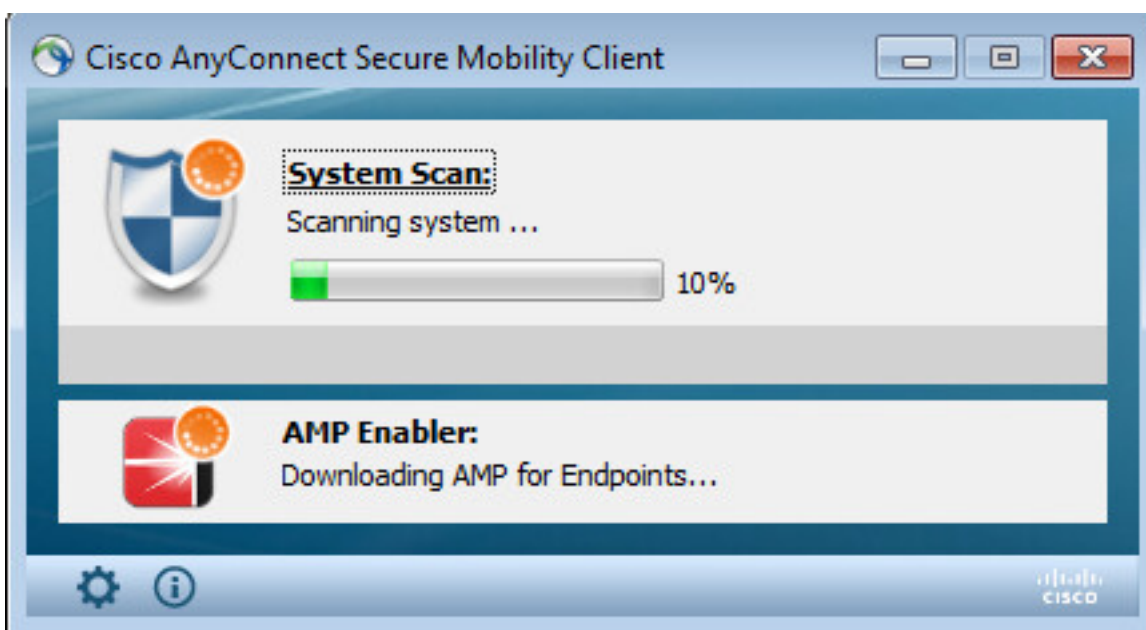 Cisco AnyConnect Secure Mobility Client
System Scan:
Scanning system ...
10%
AMP Enabler:
Downloading AMP for Endpoints...
CISCO